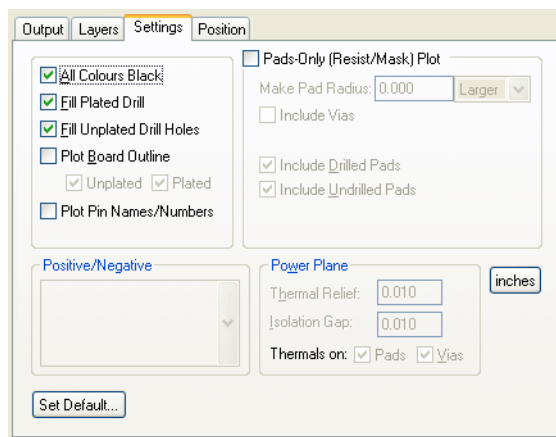 Output Layers Settings Position
All Colours Black
Fill Plated Drill
Fill Unplated Drill Holes
Plot Board Outline
Unplated Plated
Plot Pin Names/Numbers
Pads-Only (Resist/Mask) Plot
Make Pad Radius: 0.000 Larger
Include Vias
Include Drilled Pads
Include Undrilled Pads
Positive/Negative
Power Plane
Thermal Relief: 0.010
Isolation Gap: 0.010
Thermals on: Pads Vias
inches
Set Default...